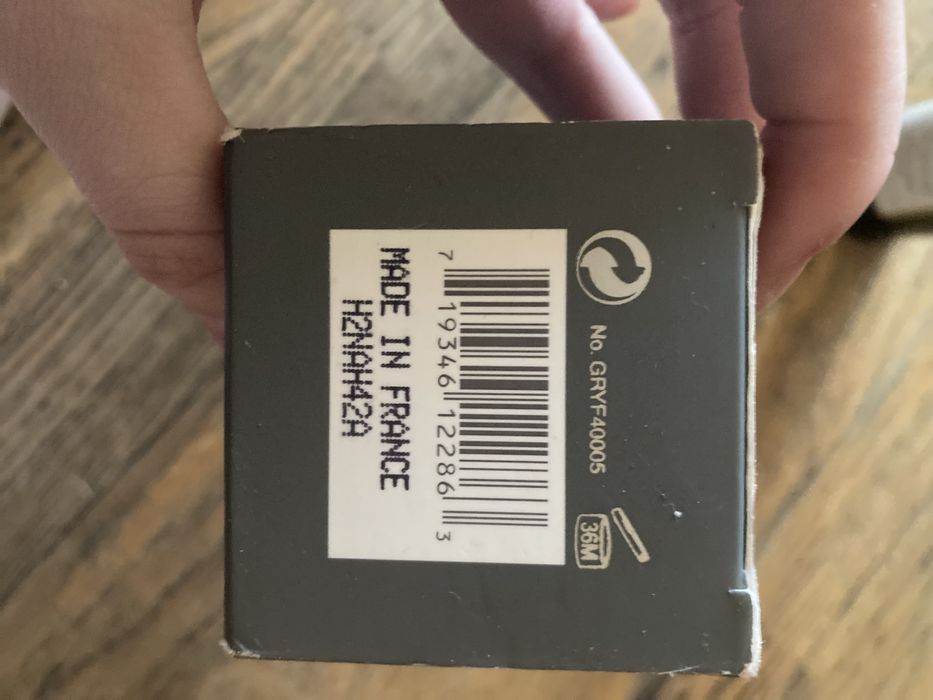 No. GRYF40005
36M
7 19346 12286 3
MADE IN FRANCE
H2NAH42A